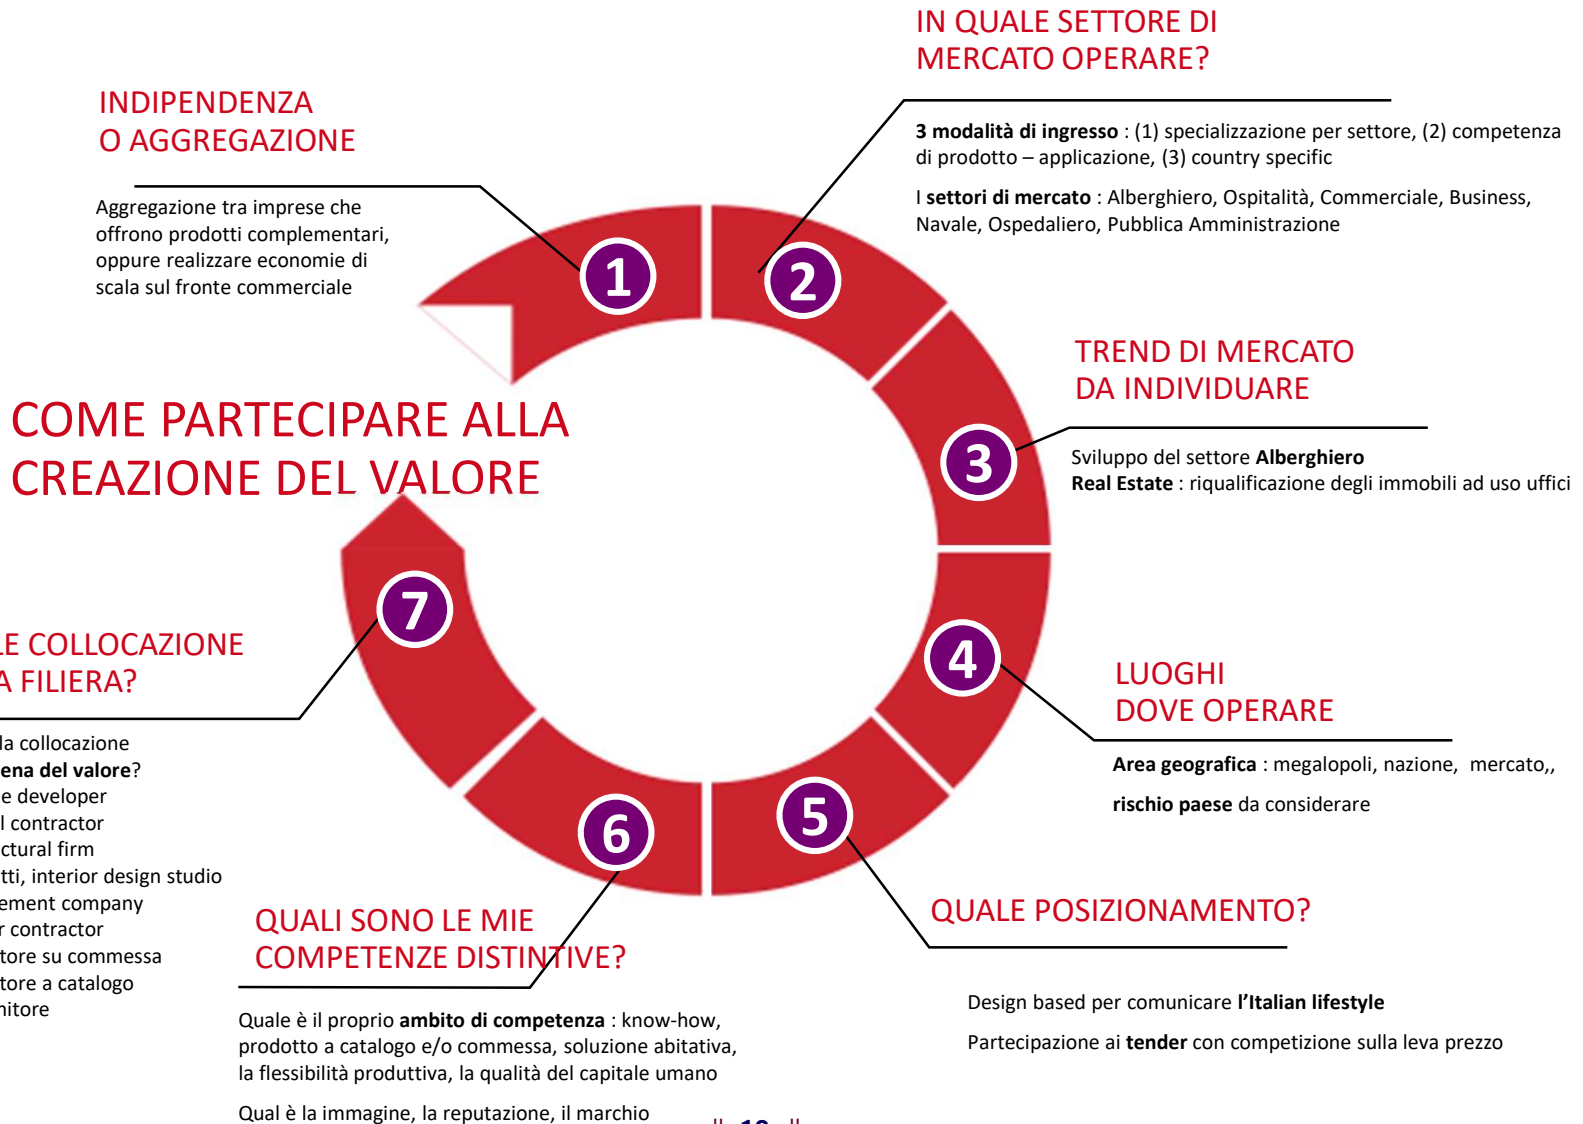 INDIPENDENZA
O AGGREGAZIONE
Aggregazione tra imprese che
offrono prodotti complementari,
oppure realizzare economie di
scala sul fronte commerciale
1
IN QUALE SETTORE DI
MERCATO OPERARE?
3 modalità di ingresso : (1) specializzazione per settore, (2) competenza
di prodotto – applicazione, (3) country specific
I settori di mercato : Alberghiero, Ospitalità, Commerciale, Business,
Navale, Ospedaliero, Pubblica Amministrazione
2
TREND DI MERCATO
DA INDIVIDUARE
Sviluppo del settore Alberghiero
Real Estate : riqualificazione degli immobili ad uso uffici
3
COME PARTECIPARE ALLA
CREAZIONE DEL VALORE
LUOGHI
DOVE OPERARE
Area geografica : megalopoli, nazione, mercato,,
rischio paese da considerare
4
QUALE POSIZIONAMENTO?
Design based per comunicare l’Italian lifestyle
Partecipazione ai tender con competizione sulla leva prezzo
5
QUALI SONO LE MIE
COMPETENZE DISTINTIVE?
Quale è il proprio ambito di competenza : know-how,
prodotto a catalogo e/o commessa, soluzione abitativa,
la flessibilità produttiva, la qualità del capitale umano
Qual è la immagine, la reputazione, il marchio
6
7
COLLOCAZIONE
FILIERA?
la collocazione
del valore?
e developer
contractor
firm
interior design studio
company
contractor
su commessa
a catalogo